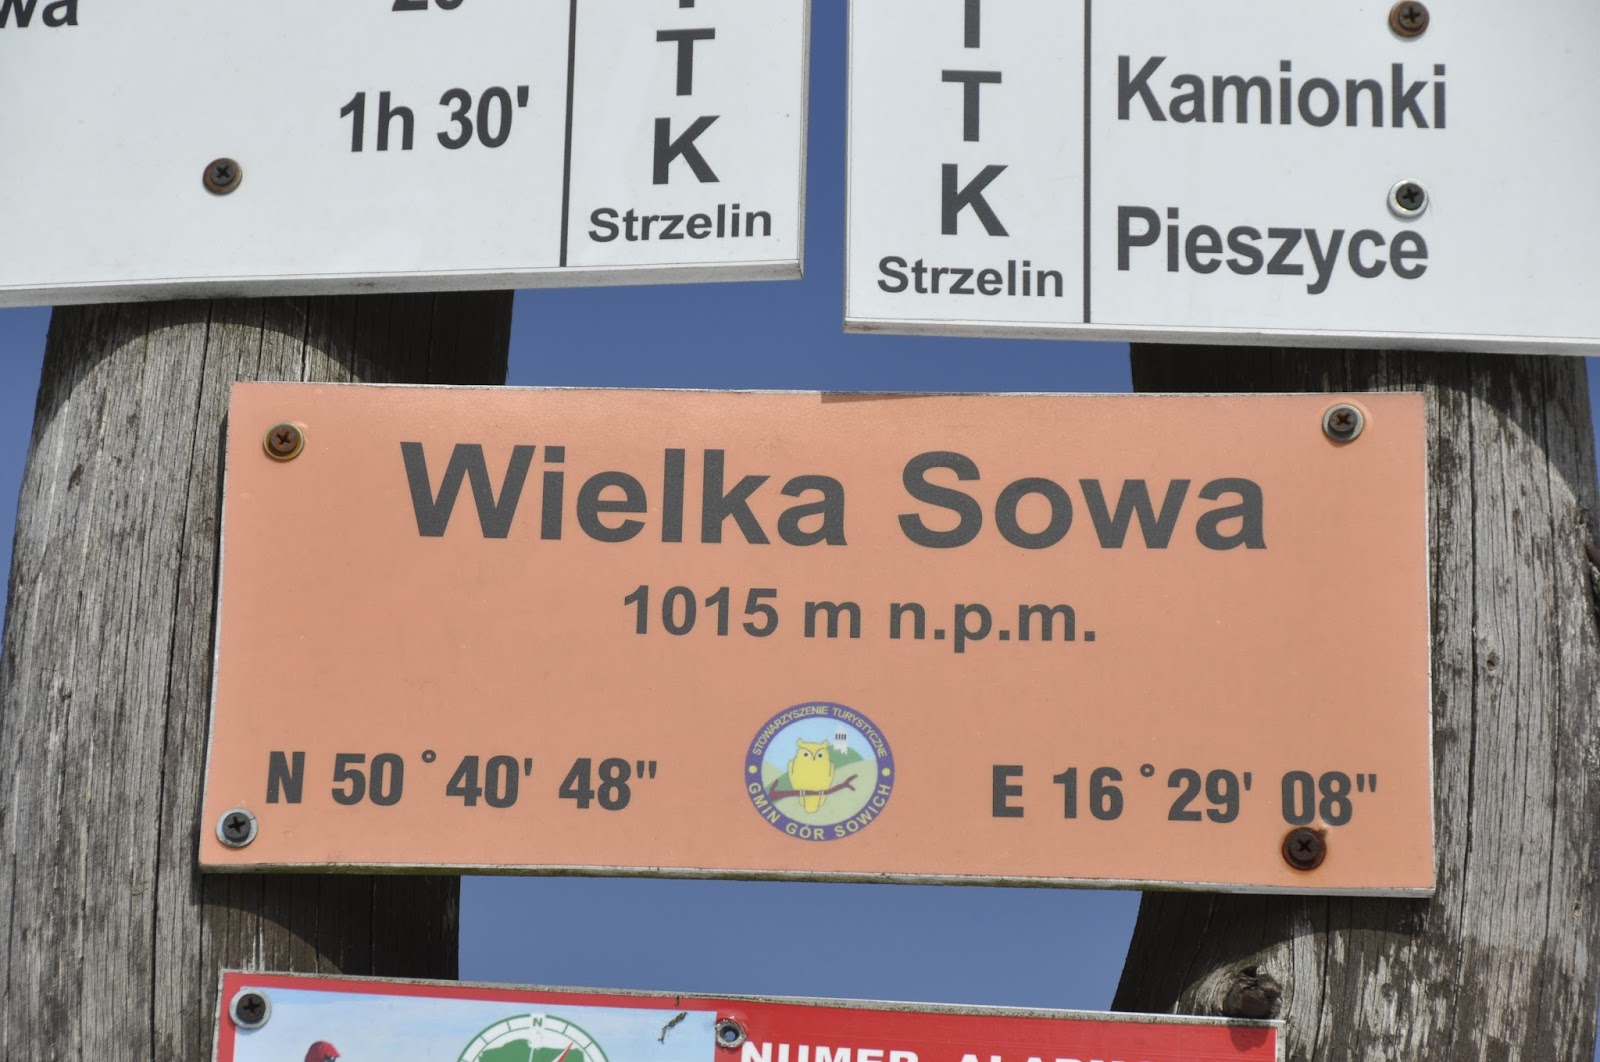 1h 30'
T
K
Strzelin
T
K
Strzelin
Kamionki
Pieszyce
Wielka Sowa
1015 m n.p.m.
N 50°40' 48"
STOWARZYSZENIE TURYSTYCZNE
GMIN GÓR SOWICH
E 16°29' 08"
N
NUMER